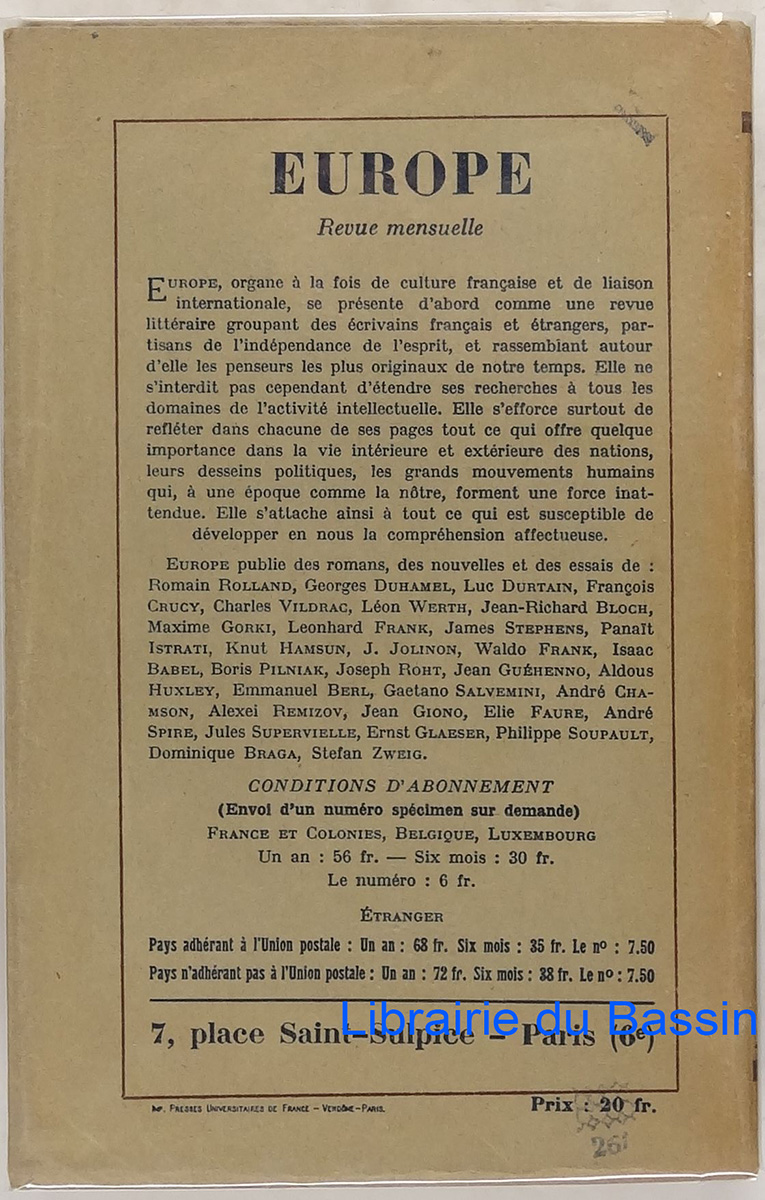 EUROPE
Revue mensuelle
EUROPE, organe à la fois de culture française et de liaison
internationale, se présente d'abord comme une revue
littéraire groupant des écrivains français et étrangers, par-
tisans de l'indépendance de l'esprit, et rassemblant autour
d'elle les penseurs les plus originaux de notre temps. Elle ne
s'interdit pas cependant d'étendre ses recherches à tous les
domaines de l'activité intellectuelle. Elle s'efforce surtout de
refléter dans chacune de ses pages tout ce qui offre quelque
importance dans la vie intérieure et extérieure des nations,
leurs desseins politiques, les grands mouvements humains
qui, à une époque comme la nôtre, forment une force inat-
tendue. Elle s'attache ainsi à tout ce qui est susceptible de
développer en nous la compréhension affectueuse.
EUROPE publie des romans, des nouvelles et des essais de :
Romain ROLLAND, Georges DUHAMEL, Luc DURTAIN, François
CRUCY, Charles VILDRAC, Léon WERTH, Jean-Richard BLOCH,
Maxime GORKI, Leonhard FRANK, James STEPHENS, Panaït
ISTRATI, Knut HAMSUN, J. JOLINON, Waldo FRANK, Isaac
BABEL, Boris PILNIAK, Joseph ROHT, Jean GUÉHENNO, Aldous
HUXLEY, Emmanuel BERL, Gaetano SALVEMINI, André CHA-
MSON, Alexei REMIZOV, Jean GIONO, Elie FAURE, André
SPIRE, Jules SUPERVIELLE, Ernst GLAESER, Philippe SOUPAULT,
Dominique BRAGA, Stefan ZWEIG.
CONDITIONS D'ABONNEMENT
(Envoi d'un numéro spécimen sur demande)
FRANCE ET COLONIES, BELGIQUE, LUXEMBOURG
Un an : 56 fr. — Six mois : 30 fr.
Le numéro : 6 fr.
ÉTRANGER
Pays adhérant à l'Union postale : Un an : 68 fr. Six mois : 35 fr. Le nº : 7.50
Pays n'adhérant pas à l'Union postale : Un an : 72 fr. Six mois : 38 fr. Le nº : 7.50
Librairie du Bassin
7, place Saint-Sulpice – Paris (6e)
IMP. PRESSES UNIVERSITAIRES DE FRANCE – VENDÔME-PARIS.
Prix : 20 fr.